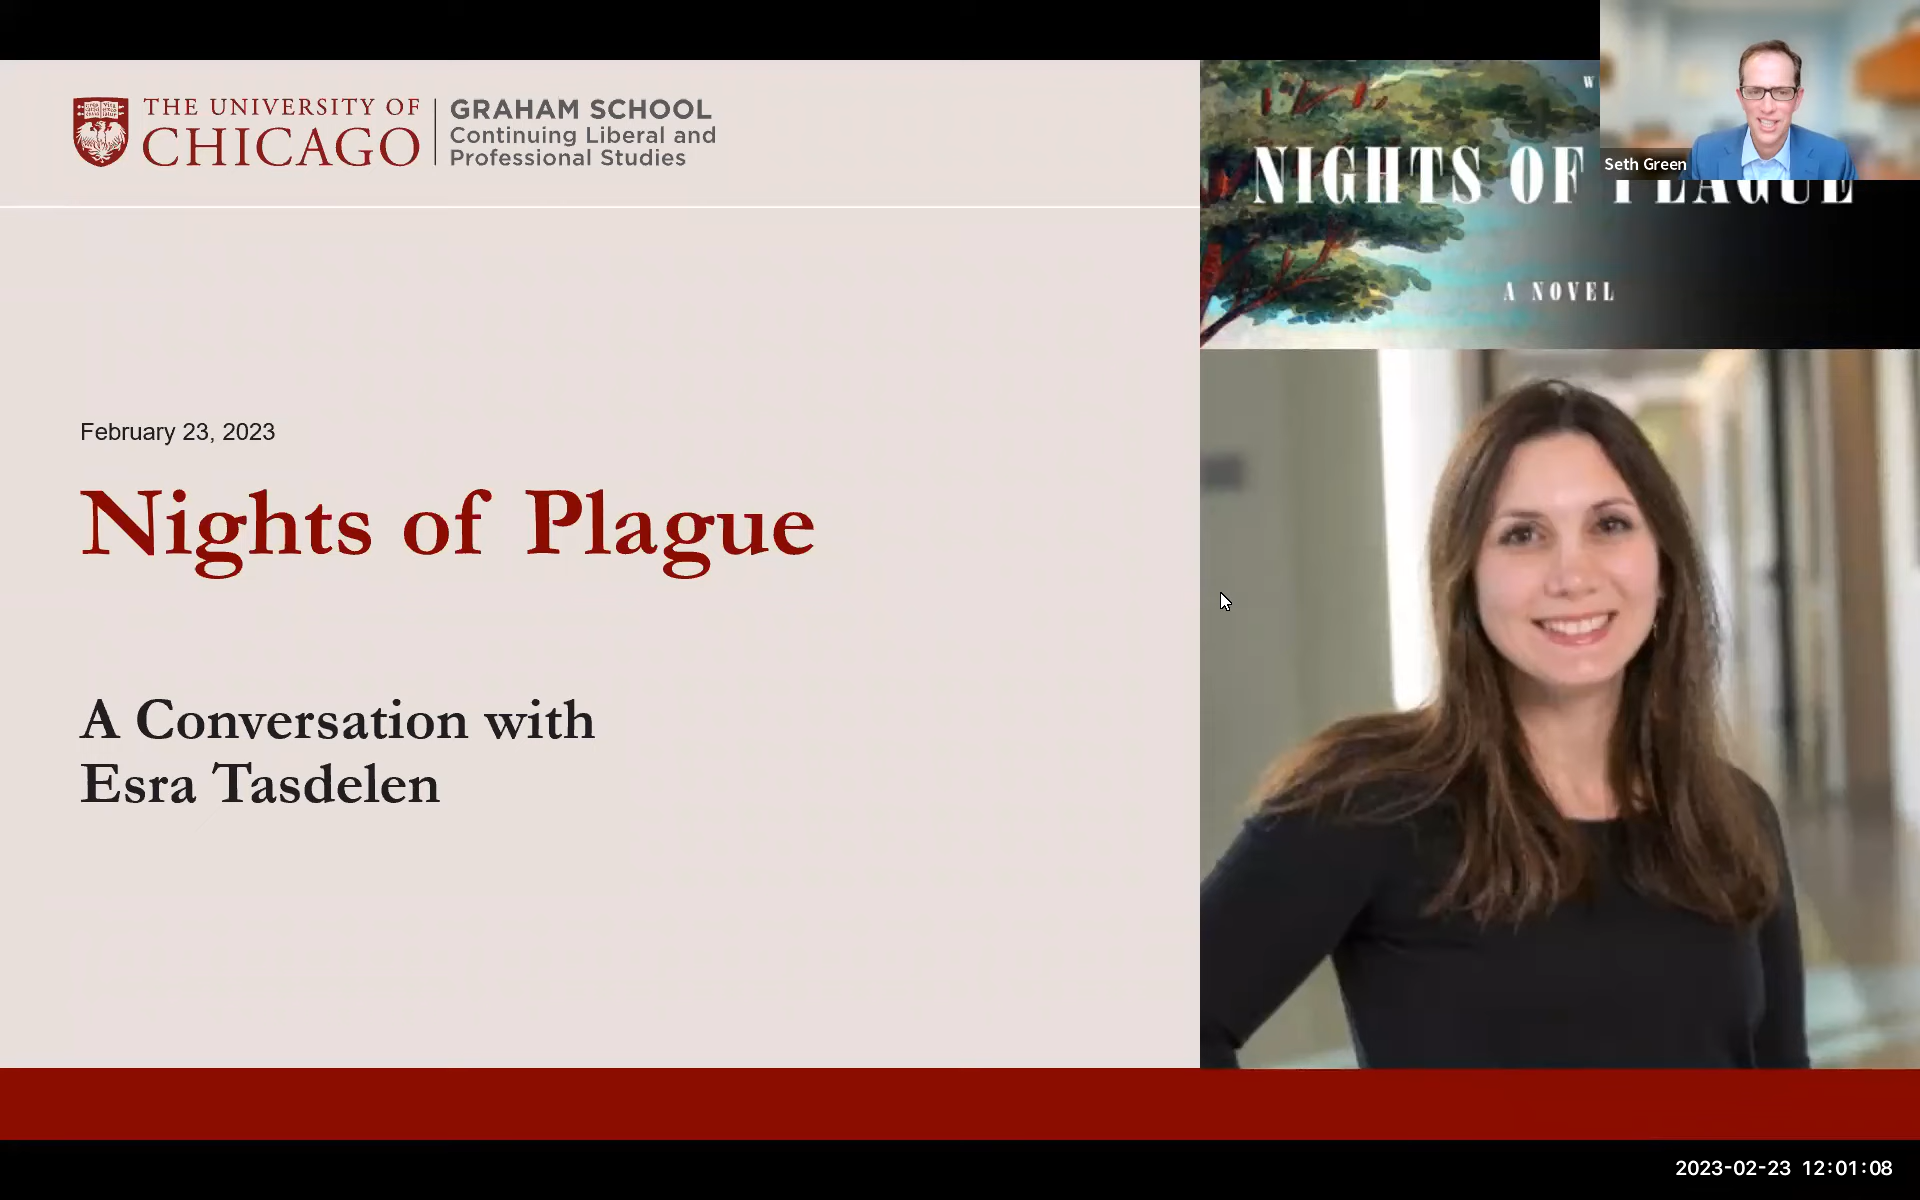 THE UNIVERSITY OF
CHICAGO
GRAHAM SCHOOL
Continuing Liberal and
Professional Studies
W
NIGHTS OF PLAGUE
Seth Green
A NOVEL
February 23, 2023
Nights of Plague
A Conversation with
Esra Tasdelen
2023-02-23 12:01:08